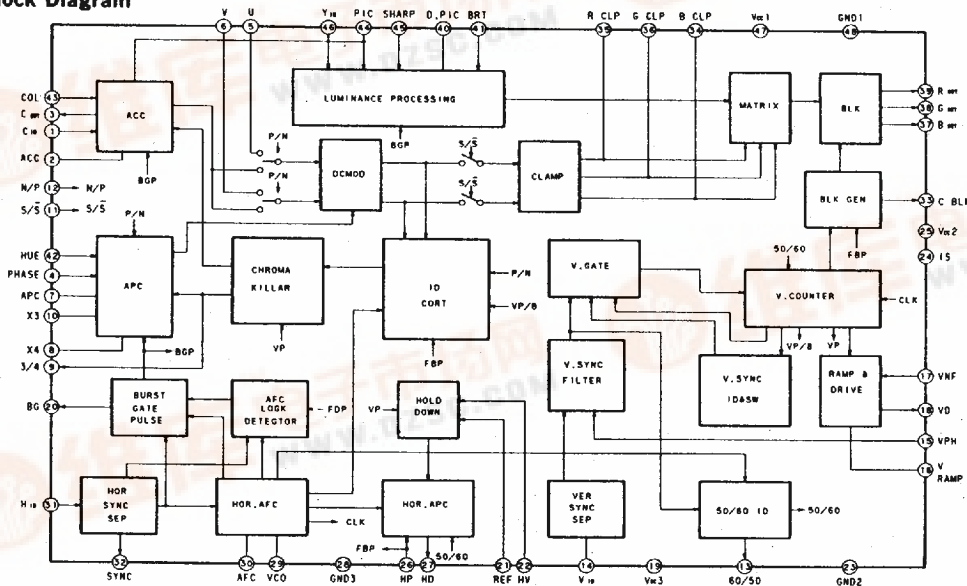 ock Diagram
V
U
Y IN
PIC
SHARP
D.PIC
BRT
R CLP
G CLP
B CLP
Vcc1
GND1
6
5
46
44
45
40
41
35
36
34
47
48
COL 43
C OUT 3
C IN 1
ACC 2
N/P 12
N/P
S/S̄ 11
S/S̄
HUE 42
PHASE 4
APC 7
X3 10
X4 8
3/4 9
BG 20
H IN 31
ACC
BGP
LUMINANCE PROCESSING
BGP
P/N
P/N
DCMOD
S/S̄
S/S̄
CLAMP
MATRIX
BLK
39 R OUT
38 G OUT
37 B OUT
BLK GEN
33 C BLK
25 Vcc2
24 IS
FBP
P/N
APC
BGP
CHROMA
KILLAR
VP
ID
CORT
P/N
VP/8
FBP
V.GATE
50/60
V.COUNTER
CLK
VP/8
VP
V.SYNC
FILTER
V.SYNC
ID&SW
RAMP &
DRIVE
17 VNF
18 VD
15 VPH
16 V
RAMP
BURST
GATE
PULSE
AFC
LOCK
DETECTOR
FDP
VP
HOLD
DOWN
HOR
SYNC
SEP
HOR.AFC
CLK
HOR.APC
FBP
50/60
VER
SYNC
SEP
50/60 ID
50/60
32
30
29
28
26
27
21
22
14
19
13
23
SYNC
AFC
VCO
GND3
HP
HD
REF
HV
V IN
Vcc3
60/50
GND2